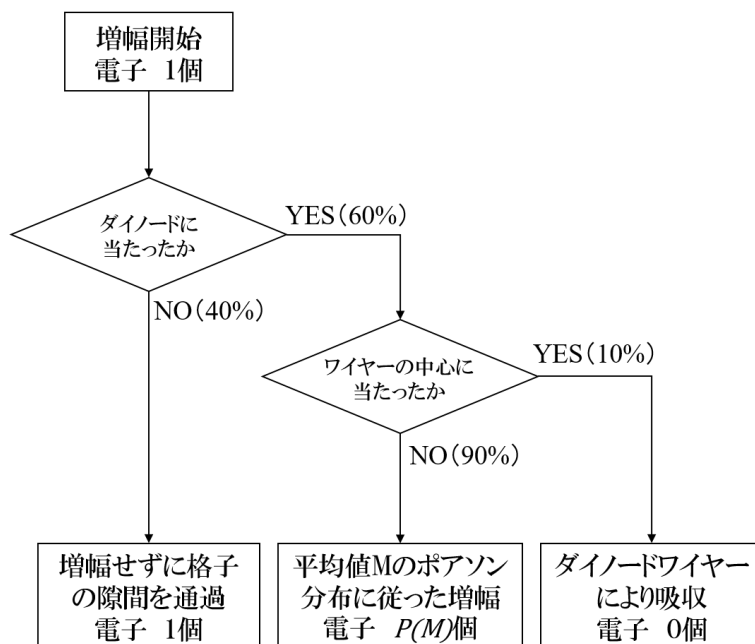 増幅開始
電子 1個
ダイノードに
当たったか
YES(60%)
NO(40%)
ワイヤーの中心に
当たったか
YES(10%)
NO(90%)
増幅せずに格子
の隙間を通過
電子 1個
平均値Mのポアソン
分布に従った増幅
電子 P(M)個
ダイノードワイヤー
により吸収
電子 0個